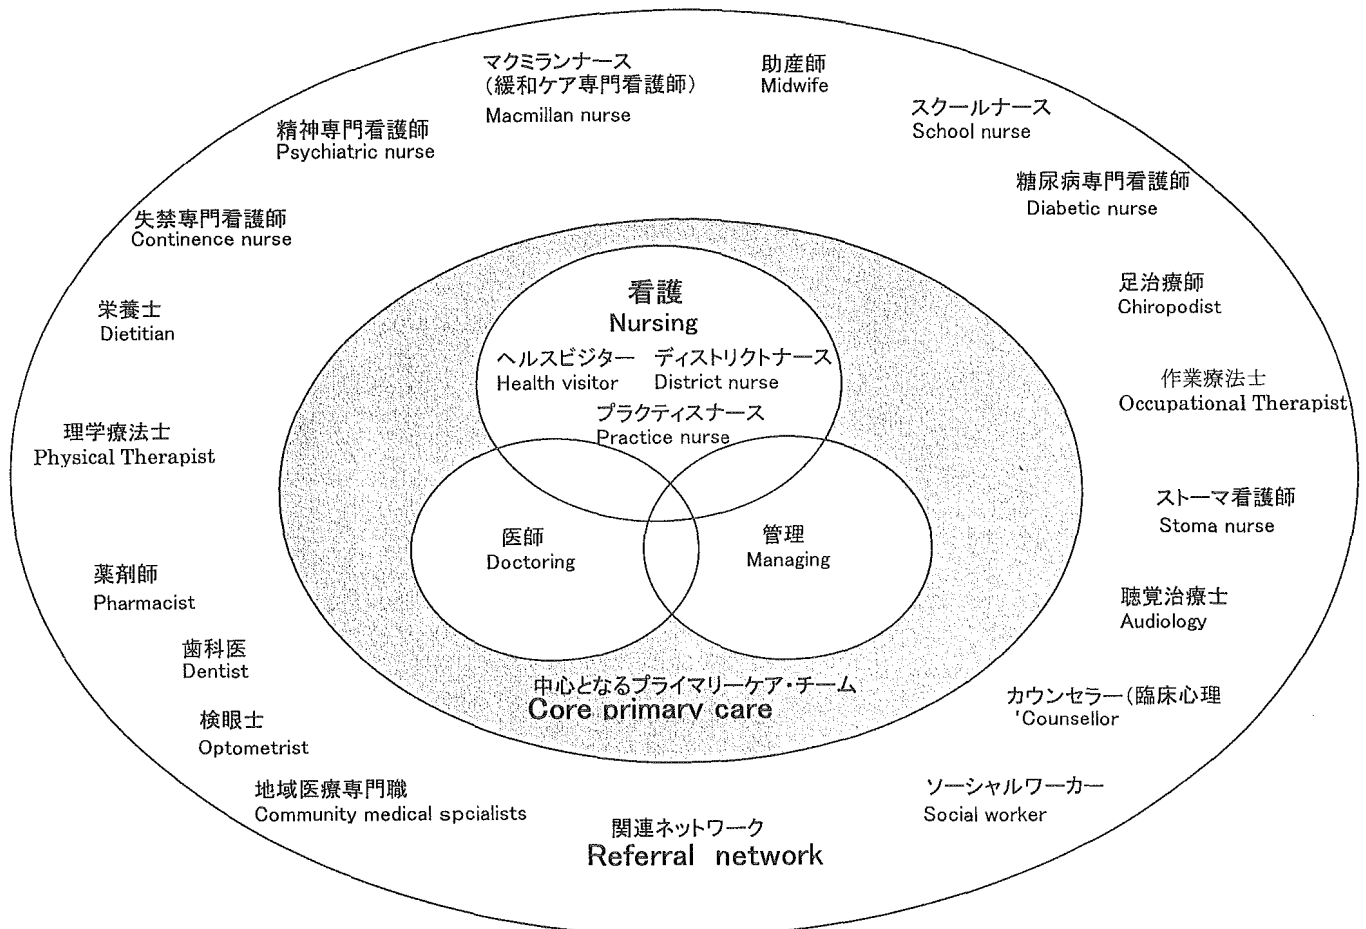 マクミランナース
(緩和ケア専門看護師)
Macmillan nurse
助産師
Midwife
スクールナース
School nurse
精神専門看護師
Psychiatric nurse
糖尿病専門看護師
Diabetic nurse
失禁専門看護師
Continence nurse
足治療師
Chiropodist
栄養士
Dietitian
看護
Nursing
ヘルスビジター ディストリクトナース
Health visitor District nurse
プラクティスナース
Practice nurse
作業療法士
Occupational Therapist
理学療法士
Physical Therapist
ストーマ看護師
Stoma nurse
医師
Doctoring
管理
Managing
薬剤師
Pharmacist
聴覚治療士
Audiology
歯科医
Dentist
中心となるプライマリーケア・チーム
Core primary care
カウンセラー(臨床心理
'Counsellor
検眼士
Optometrist
地域医療専門職
Community medical spcialists
ソーシャルワーカー
Social worker
関連ネットワーク
Referral network